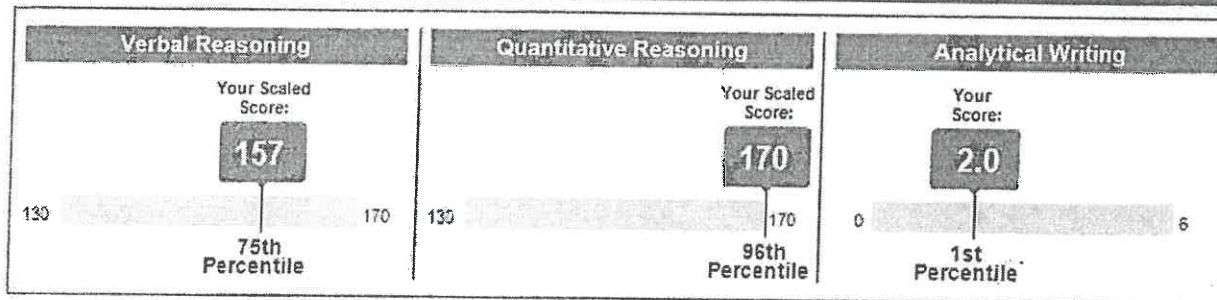 Verbal Reasoning
Your Scaled
Score:
157
130
170
75th
Percentile
Quantitative Reasoning
Your Scaled
Score:
170
130
170
96th
Percentile
Analytical Writing
Your
Score:
2.0
0
6
1st
Percentile